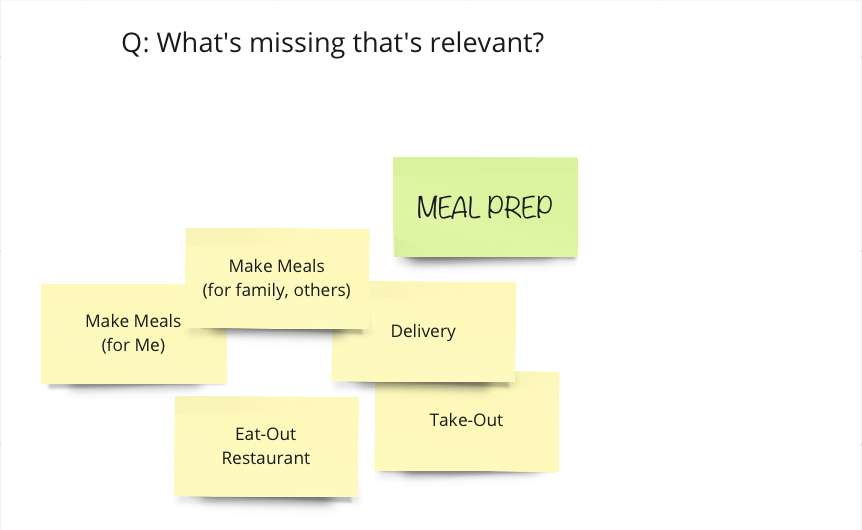 Q: What's missing that's relevant?
MEAL PREP
Make Meals
(for family, others)
Make Meals
(for Me)
Delivery
Take-Out
Eat-Out
Restaurant